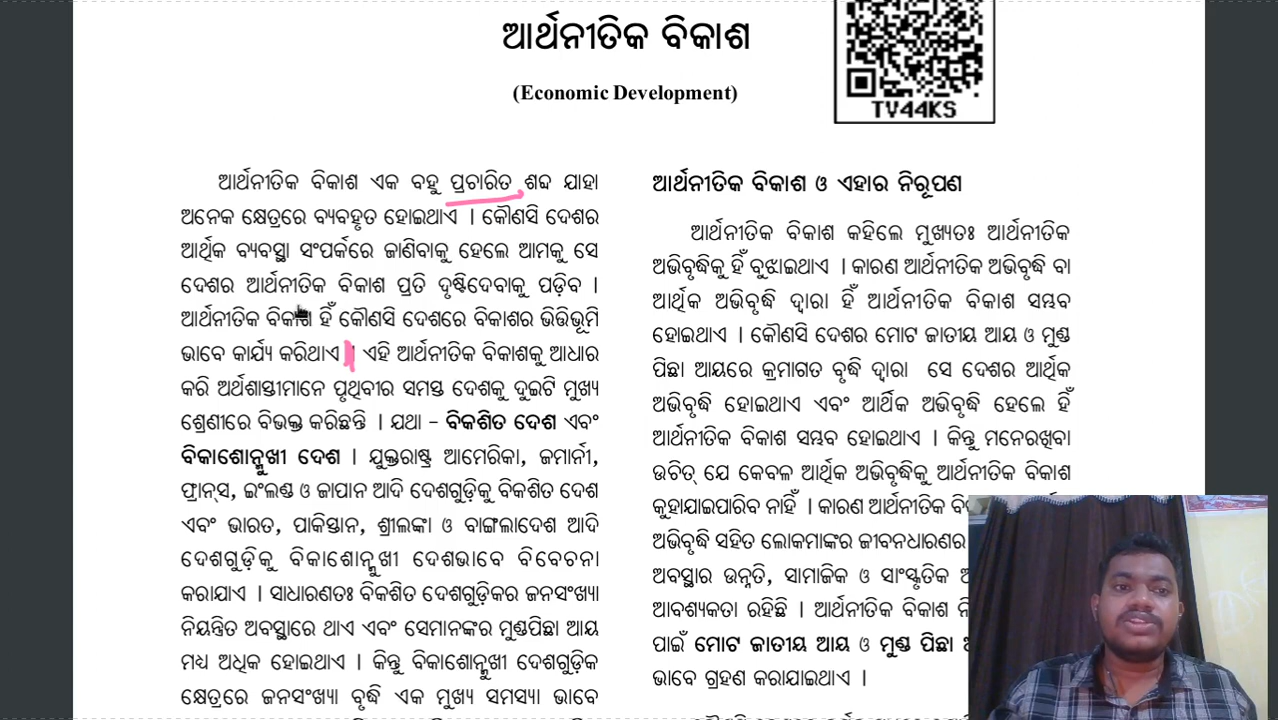 ଆର୍ଥନୀତିକ ବିକାଶ
(Economic Development)
TV44KS
ଆର୍ଥନୀତିକ ବିକାଶ ଏକ ବହୁ ପ୍ରଚାରିତ ଶବ୍ଦ ଯାହା
ଅନେକ କ୍ଷେତ୍ରରେ ବ୍ୟବହୃତ ହୋଇଥାଏ । କୌଣସି ଦେଶର
ଆର୍ଥିକ ବ୍ୟବସ୍ଥା ସଂପର୍କରେ ଜାଣିବାକୁ ହେଲେ ଆମକୁ ସେ
ଦେଶର ଆର୍ଥନୀତିକ ବିକାଶ ପ୍ରତି ଦୃଷ୍ଟିଦେବାକୁ ପଡ଼ିବ ।
ଆର୍ଥନୀତିକ ବିକାଶ ହିଁ କୌଣସି ଦେଶରେ ବିକାଶର ଭିତ୍ତିଭୂମି
ଭାବେ କାର୍ଯ୍ୟ କରିଥାଏ । ଏହି ଆର୍ଥନୀତିକ ବିକାଶକୁ ଆଧାର
କରି ଅର୍ଥଶାସ୍ତ୍ରୀମାନେ ପୃଥିବୀର ସମସ୍ତ ଦେଶକୁ ଦୁଇଟି ମୁଖ୍ୟ
ଶ୍ରେଣୀରେ ବିଭକ୍ତ କରିଛନ୍ତି । ଯଥା – ବିକଶିତ ଦେଶ ଏବଂ
ବିକାଶୋନ୍ମୁଖୀ ଦେଶ । ଯୁକ୍ତରାଷ୍ଟ୍ର ଆମେରିକା, ଜମାର୍ନୀ,
ଫ୍ରାନ୍ସ, ଇଂଲଣ୍ଡ ଓ ଜାପାନ ଆଦି ଦେଶଗୁଡ଼ିକୁ ବିକଶିତ ଦେଶ
ଏବଂ ଭାରତ, ପାକିସ୍ତାନ, ଶ୍ରୀଲଙ୍କା ଓ ବାଙ୍ଗଲାଦେଶ ଆଦି
ଦେଶଗୁଡ଼ିକୁ ବିକାଶୋନ୍ମୁଖୀ ଦେଶଭାବେ ବିବେଚନା
କରାଯାଏ । ସାଧାରଣତଃ ବିକଶିତ ଦେଶଗୁଡ଼ିକର ଜନସଂଖ୍ୟା
ନିୟନ୍ତ୍ରିତ ଅବସ୍ଥାରେ ଥାଏ ଏବଂ ସେମାନଙ୍କର ମୁଣ୍ଡପିଛା ଆୟ
ମଧ୍ୟ ଅଧିକ ହୋଇଥାଏ । କିନ୍ତୁ ବିକାଶୋନ୍ମୁଖୀ ଦେଶଗୁଡ଼ିକ
କ୍ଷେତ୍ରରେ ଜନସଂଖ୍ୟା ବୃଦ୍ଧି ଏକ ମୁଖ୍ୟ ସମସ୍ୟା ଭାବେ
ଆର୍ଥନୀତିକ ବିକାଶ ଓ ଏହାର ନିରୂପଣ
ଆର୍ଥନୀତିକ ବିକାଶ କହିଲେ ମୁଖ୍ୟତଃ ଆର୍ଥନୀତିକ
ଅଭିବୃଦ୍ଧିକୁ ହିଁ ବୁଝାଇଥାଏ । କାରଣ ଆର୍ଥନୀତିକ ଅଭିବୃଦ୍ଧି ବା
ଆର୍ଥିକ ଅଭିବୃଦ୍ଧି ଦ୍ୱାରା ହିଁ ଆର୍ଥନୀତିକ ବିକାଶ ସମ୍ଭବ
ହୋଇଥାଏ । କୌଣସି ଦେଶର ମୋଟ ଜାତୀୟ ଆୟ ଓ ମୁଣ୍ଡ
ପିଛା ଆୟରେ କ୍ରମାଗତ ବୃଦ୍ଧି ଦ୍ୱାରା ସେ ଦେଶର ଆର୍ଥିକ
ଅଭିବୃଦ୍ଧି ହୋଇଥାଏ ଏବଂ ଆର୍ଥିକ ଅଭିବୃଦ୍ଧି ହେଲେ ହିଁ
ଆର୍ଥନୀତିକ ବିକାଶ ସମ୍ଭବ ହୋଇଥାଏ । କିନ୍ତୁ ମନେରଖିବା
ଉଚିତ୍ ଯେ କେବଳ ଆର୍ଥିକ ଅଭିବୃଦ୍ଧିକୁ ଆର୍ଥନୀତିକ ବିକାଶ
କୁହାଯାଇପାରିବ ନାହିଁ । କାରଣ ଆର୍ଥନୀତିକ
ଅଭିବୃଦ୍ଧି ସହିତ ଲୋକମାଙ୍କର ଜୀବନଧାରଣର
ଅବସ୍ଥାର ଉନ୍ନତି, ସାମାଜିକ ଓ ସାଂସ୍କୃତିକ
ଆବଶ୍ୟକତା ରହିଛି । ଆର୍ଥନୀତିକ ବିକାଶ
ପାଇଁ ମୋଟ ଜାତୀୟ ଆୟ ଓ ମୁଣ୍ଡ ପିଛା
ଭାବେ ଗ୍ରହଣ କରାଯାଇଥାଏ ।